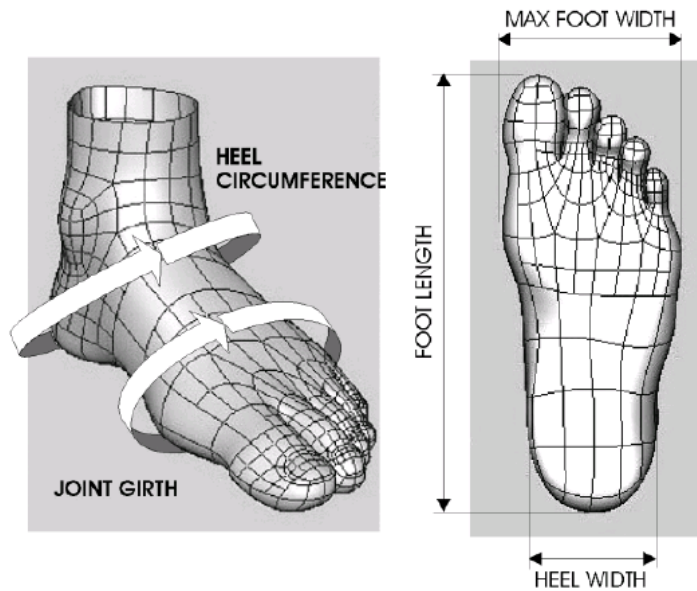 MAX FOOT WIDTH
HEEL
CIRCUMFERENCE
FOOT LENGTH
JOINT GIRTH
HEEL WIDTH